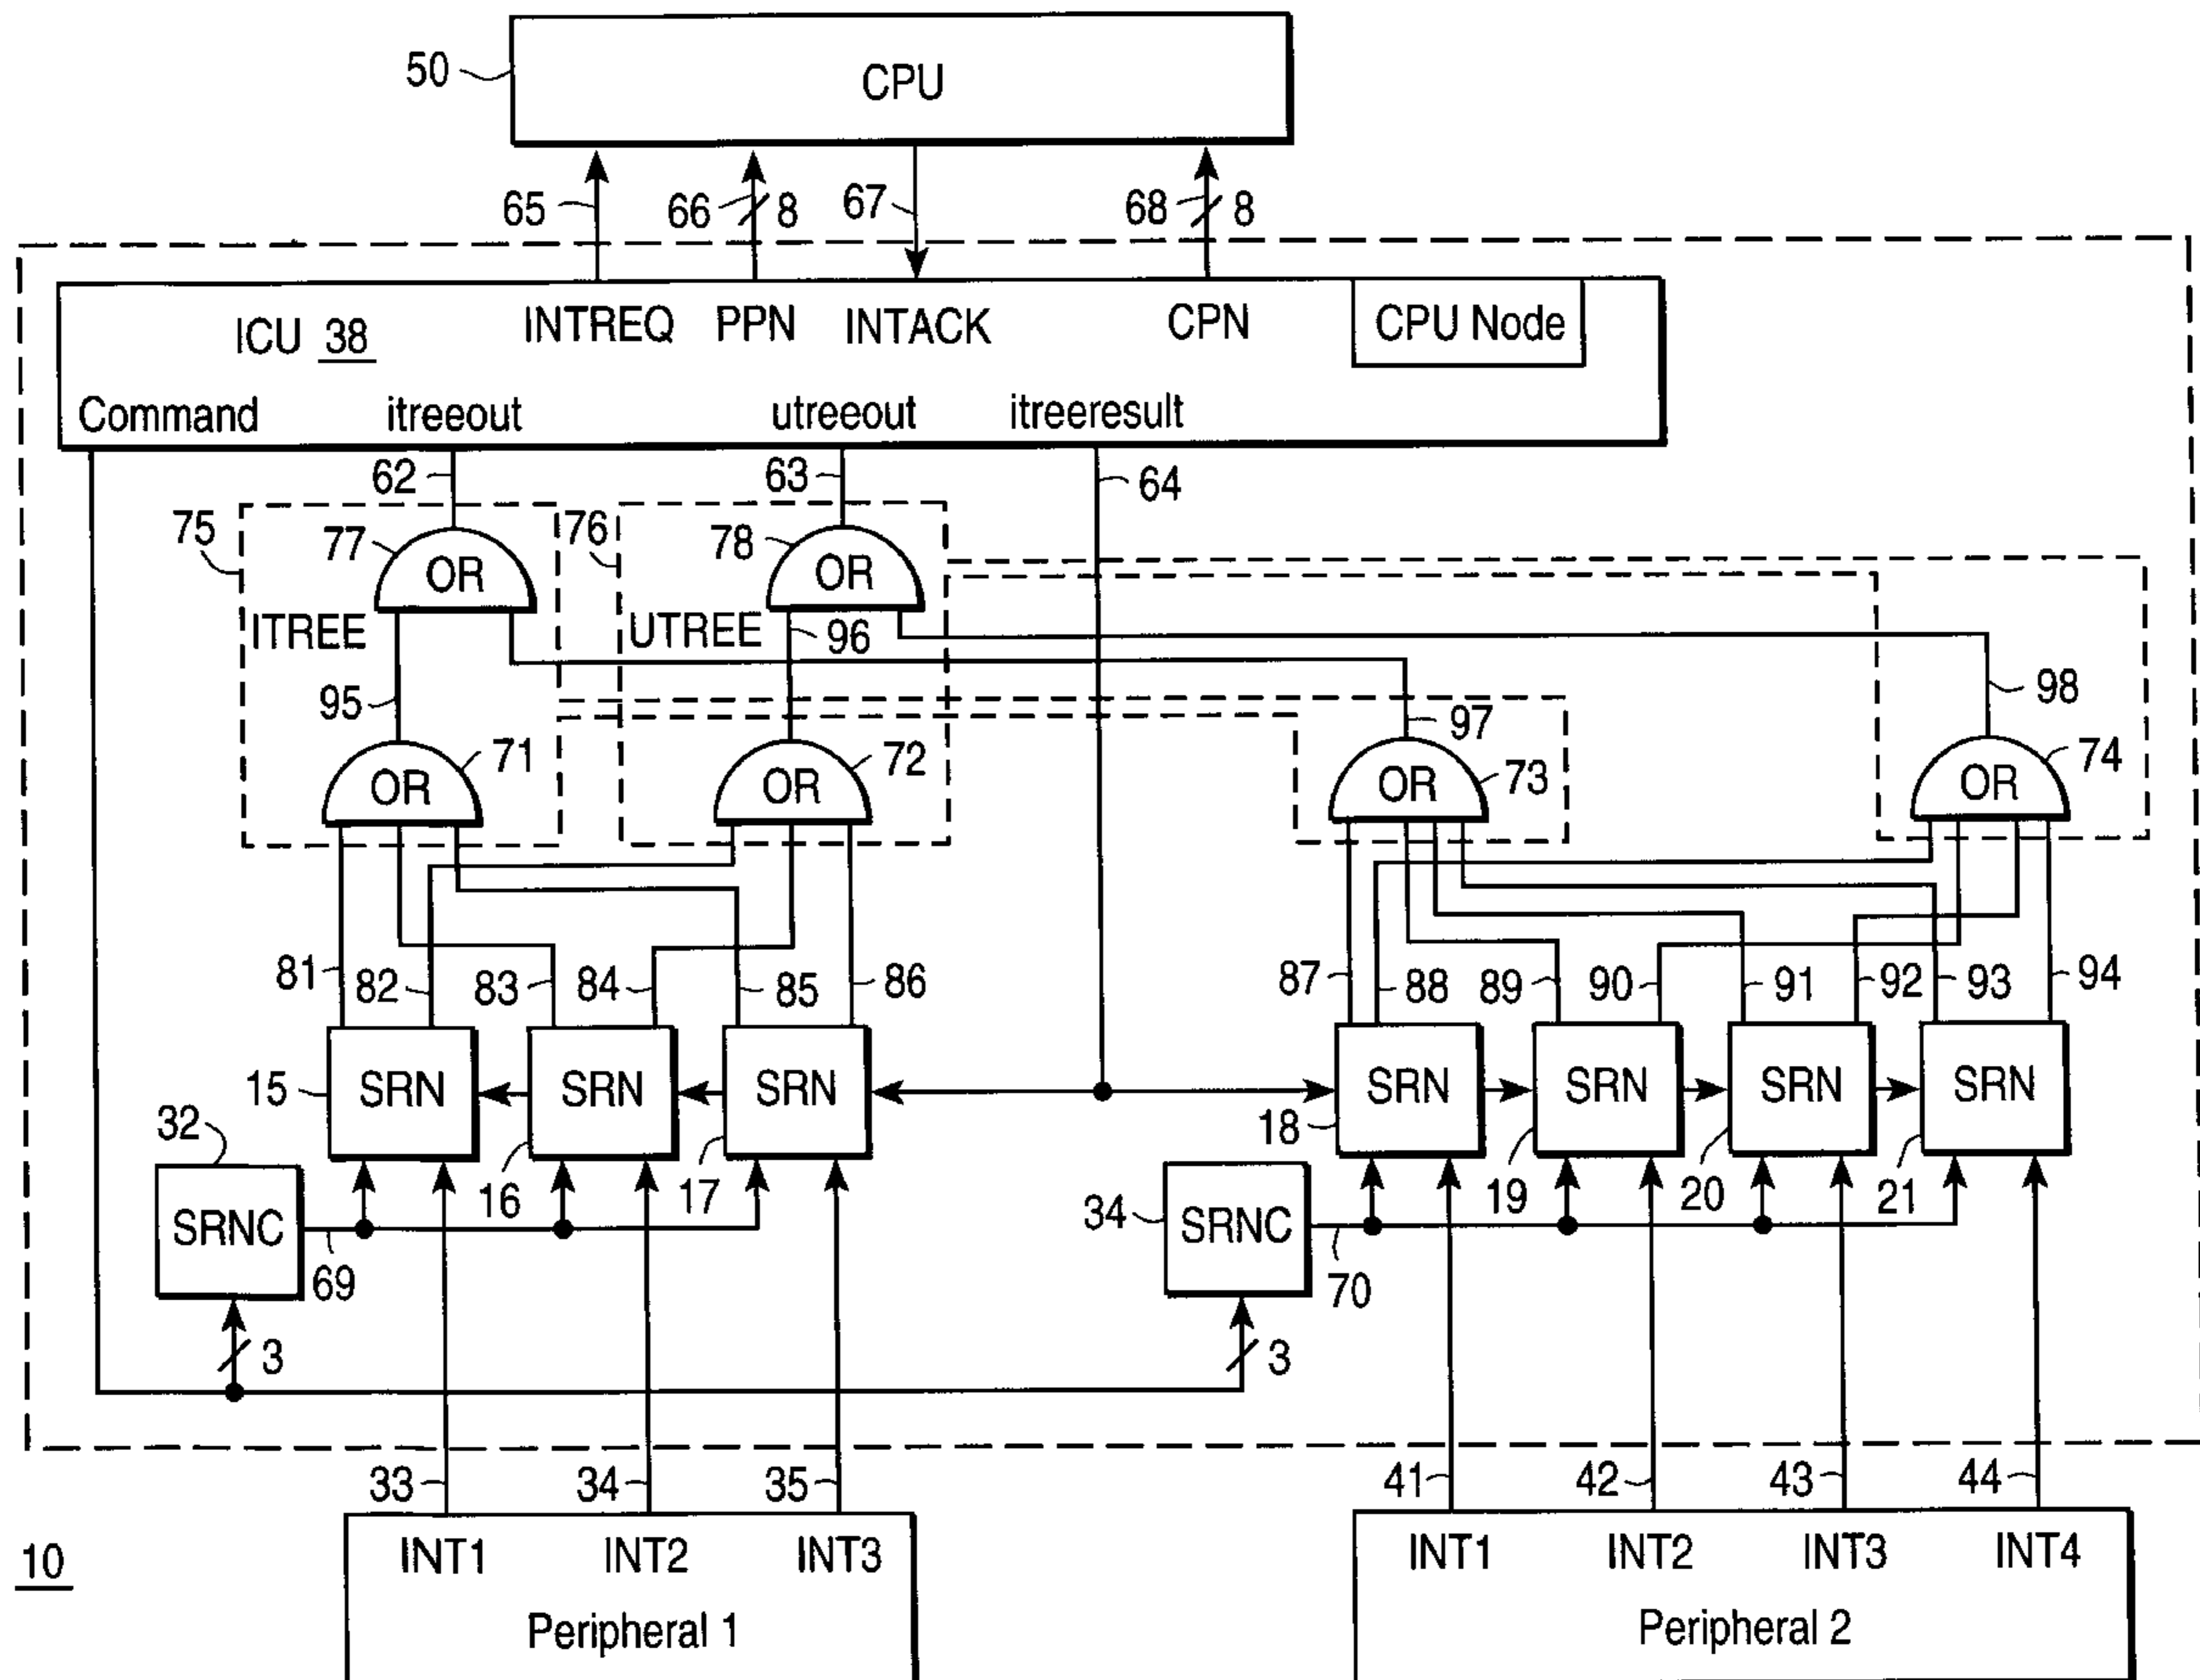 50
CPU
65
66
8
67
68
8
ICU 38
INTREQ
PPN
INTACK
CPN
CPU Node
Command
itreeout
utreeout
itreeresult
62
63
64
75
77
OR
76
78
OR
ITREE
UTREE
96
95
98
97
71
OR
72
OR
73
OR
74
OR
81
82
83
84
85
86
87
88
89
90
91
92
93
94
15
SRN
SRN
SRN
SRN
SRN
SRN
SRN
32
18
16
17
19
20
21
SRNC
34
SRNC
69
70
3
3
33
34
35
41
42
43
44
10
INT1
INT2
INT3
INT1
INT2
INT3
INT4
Peripheral 1
Peripheral 2